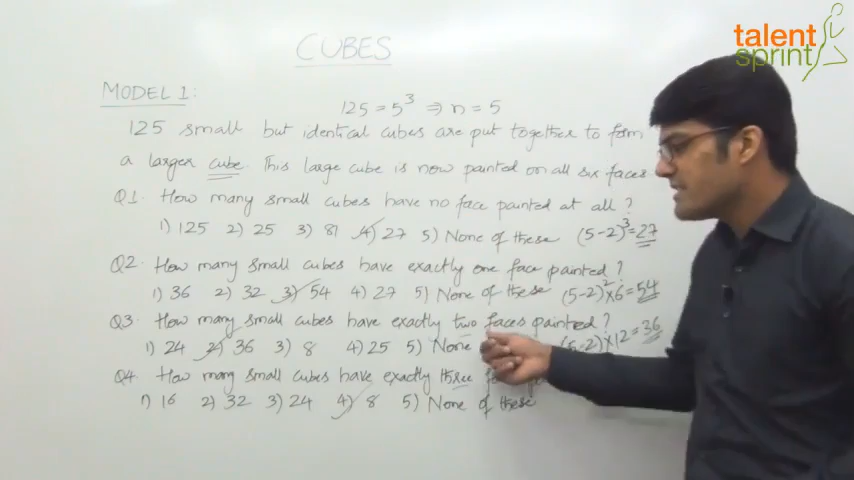 talent
sprint
CUBES
MODEL 1:
125 = 5³ ⇒ n = 5
125 small but identical cubes are put together to form
a larger cube. This large cube is now painted on all six faces
Q1. How many small cubes have no face painted at all?
1) 125 2) 25 3) 81 4) 27 5) None of these (5-2)³=27
Q2. How many small cubes have exactly one face painted?
1) 36 2) 32 3) 54 4) 27 5) None of these (5-2)²×6=54
Q3. How many small cubes have exactly two faces painted?
1) 24 2) 36 3) 8 4) 25 5) None (5-2)×12=36
Q4. How many small cubes have exactly three
1) 16 2) 32 3) 24 4) 8 5) None of these